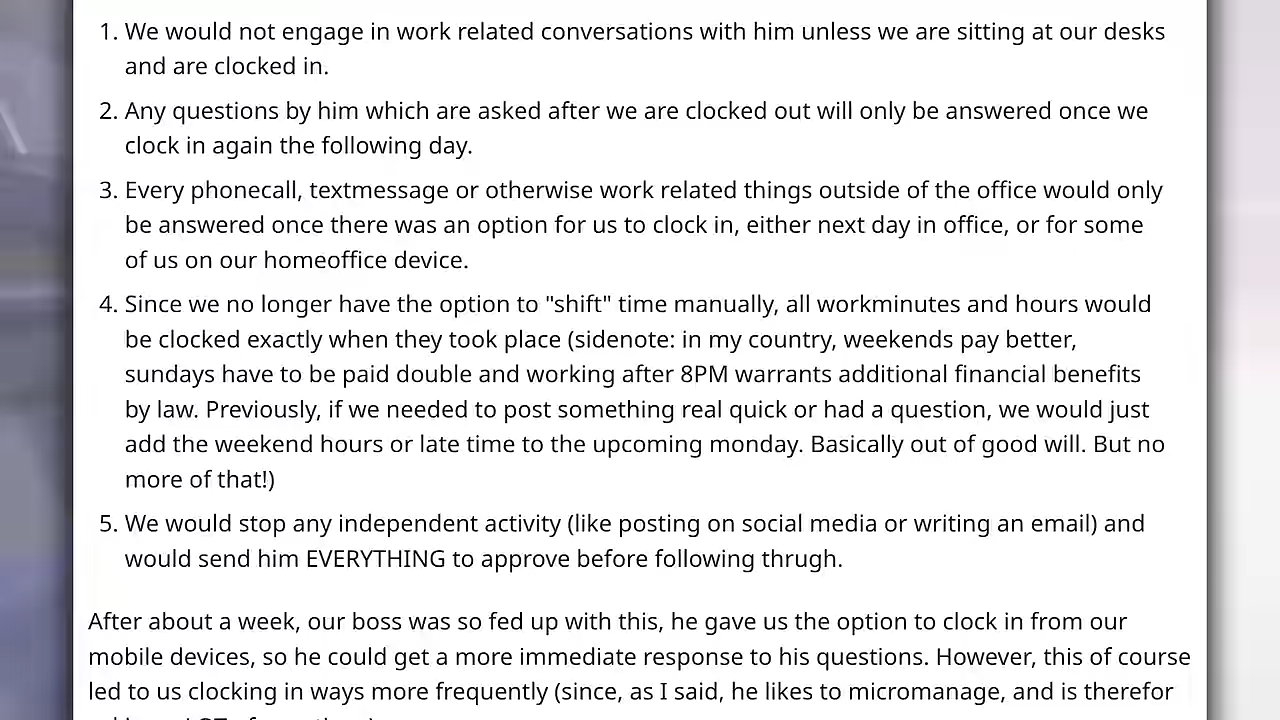 1. We would not engage in work related conversations with him unless we are sitting at our desks
and are clocked in.
2. Any questions by him which are asked after we are clocked out will only be answered once we
clock in again the following day.
3. Every phonecall, textmessage or otherwise work related things outside of the office would only
be answered once there was an option for us to clock in, either next day in office, or for some
of us on our homeoffice device.
4. Since we no longer have the option to "shift" time manually, all workminutes and hours would
be clocked exactly when they took place (sidenote: in my country, weekends pay better,
sundays have to be paid double and working after 8PM warrants additional financial benefits
by law. Previously, if we needed to post something real quick or had a question, we would just
add the weekend hours or late time to the upcoming monday. Basically out of good will. But no
more of that!)
5. We would stop any independent activity (like posting on social media or writing an email) and
would send him EVERYTHING to approve before following thrugh.
After about a week, our boss was so fed up with this, he gave us the option to clock in from our
mobile devices, so he could get a more immediate response to his questions. However, this of course
led to us clocking in ways more frequently (since, as I said, he likes to micromanage, and is therefor